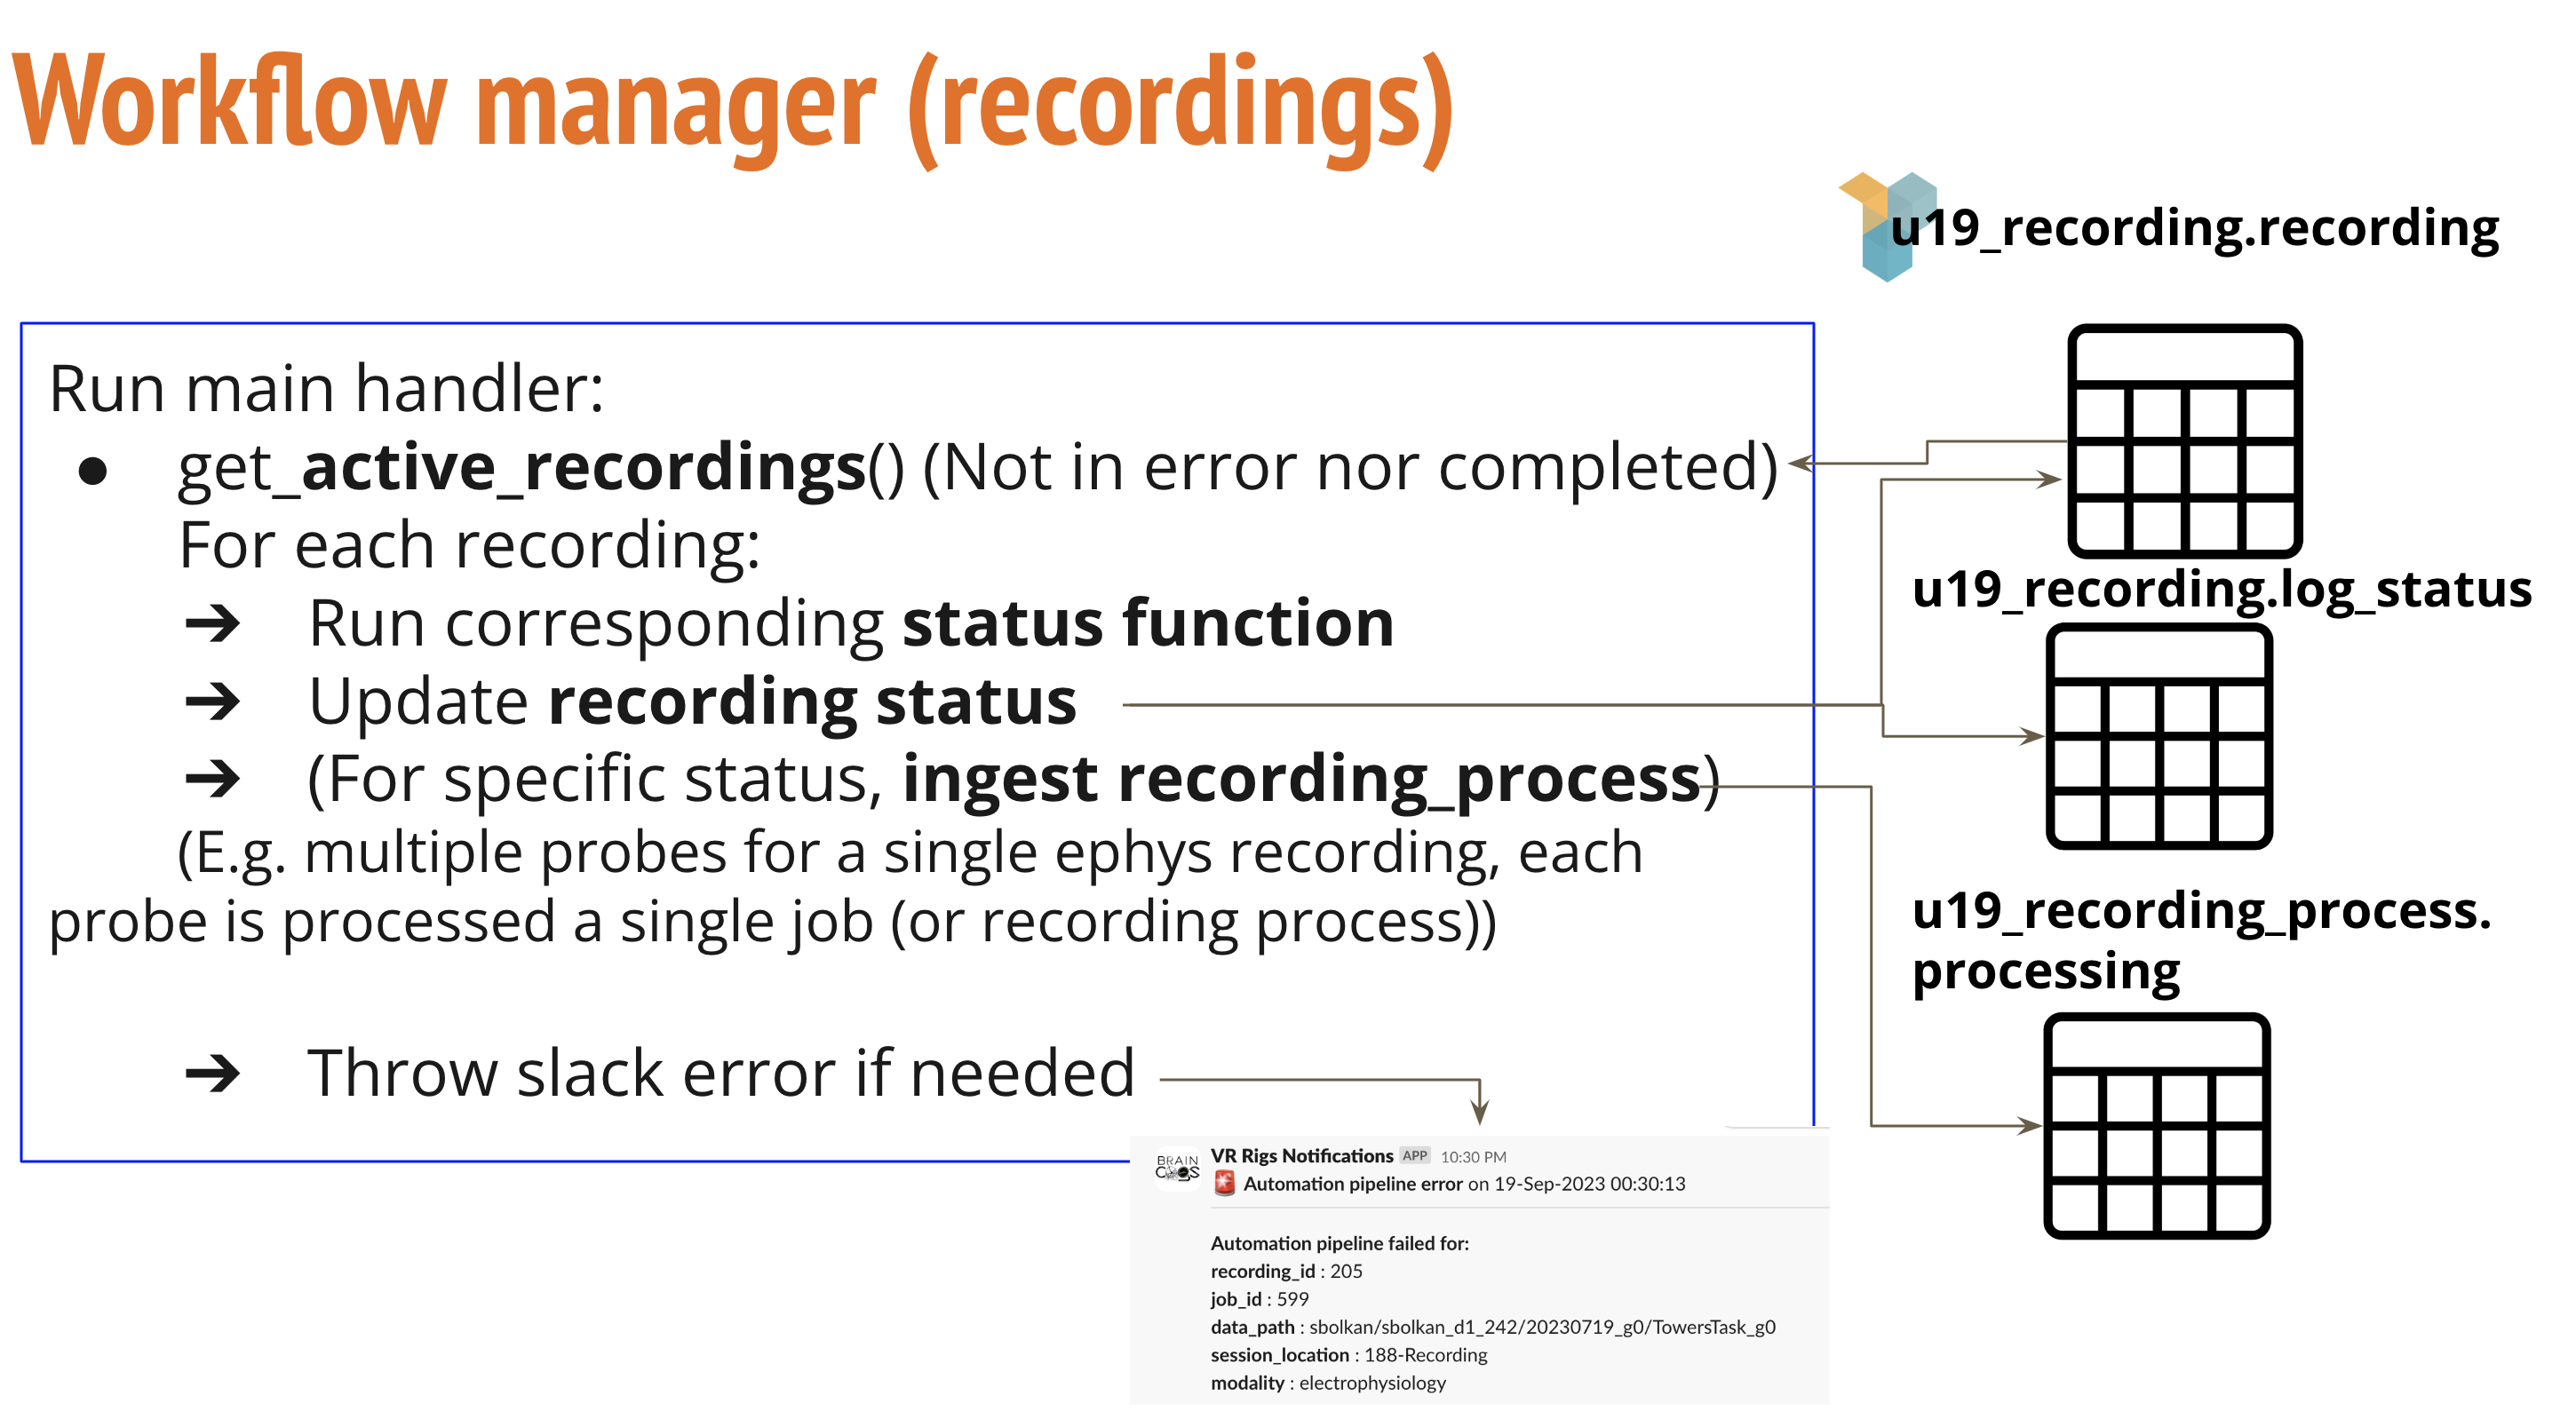 Workflow manager (recordings)
u19_recording.recording
Run main handler:
● get_active_recordings() (Not in error nor completed)
For each recording:
➔ Run corresponding status function
➔ Update recording status
➔ (For specific status, ingest recording_process)
(E.g. multiple probes for a single ephys recording, each
probe is processed a single job (or recording process))
➔ Throw slack error if needed
u19_recording.log_status
u19_recording_process.
processing
BRAIN
COGS
VR Rigs Notifications APP 10:30 PM
🚨 Automation pipeline error on 19-Sep-2023 00:30:13
Automation pipeline failed for:
recording_id : 205
job_id : 599
data_path : sbolkan/sbolkan_d1_242/20230719_g0/TowersTask_g0
session_location : 188-Recording
modality : electrophysiology